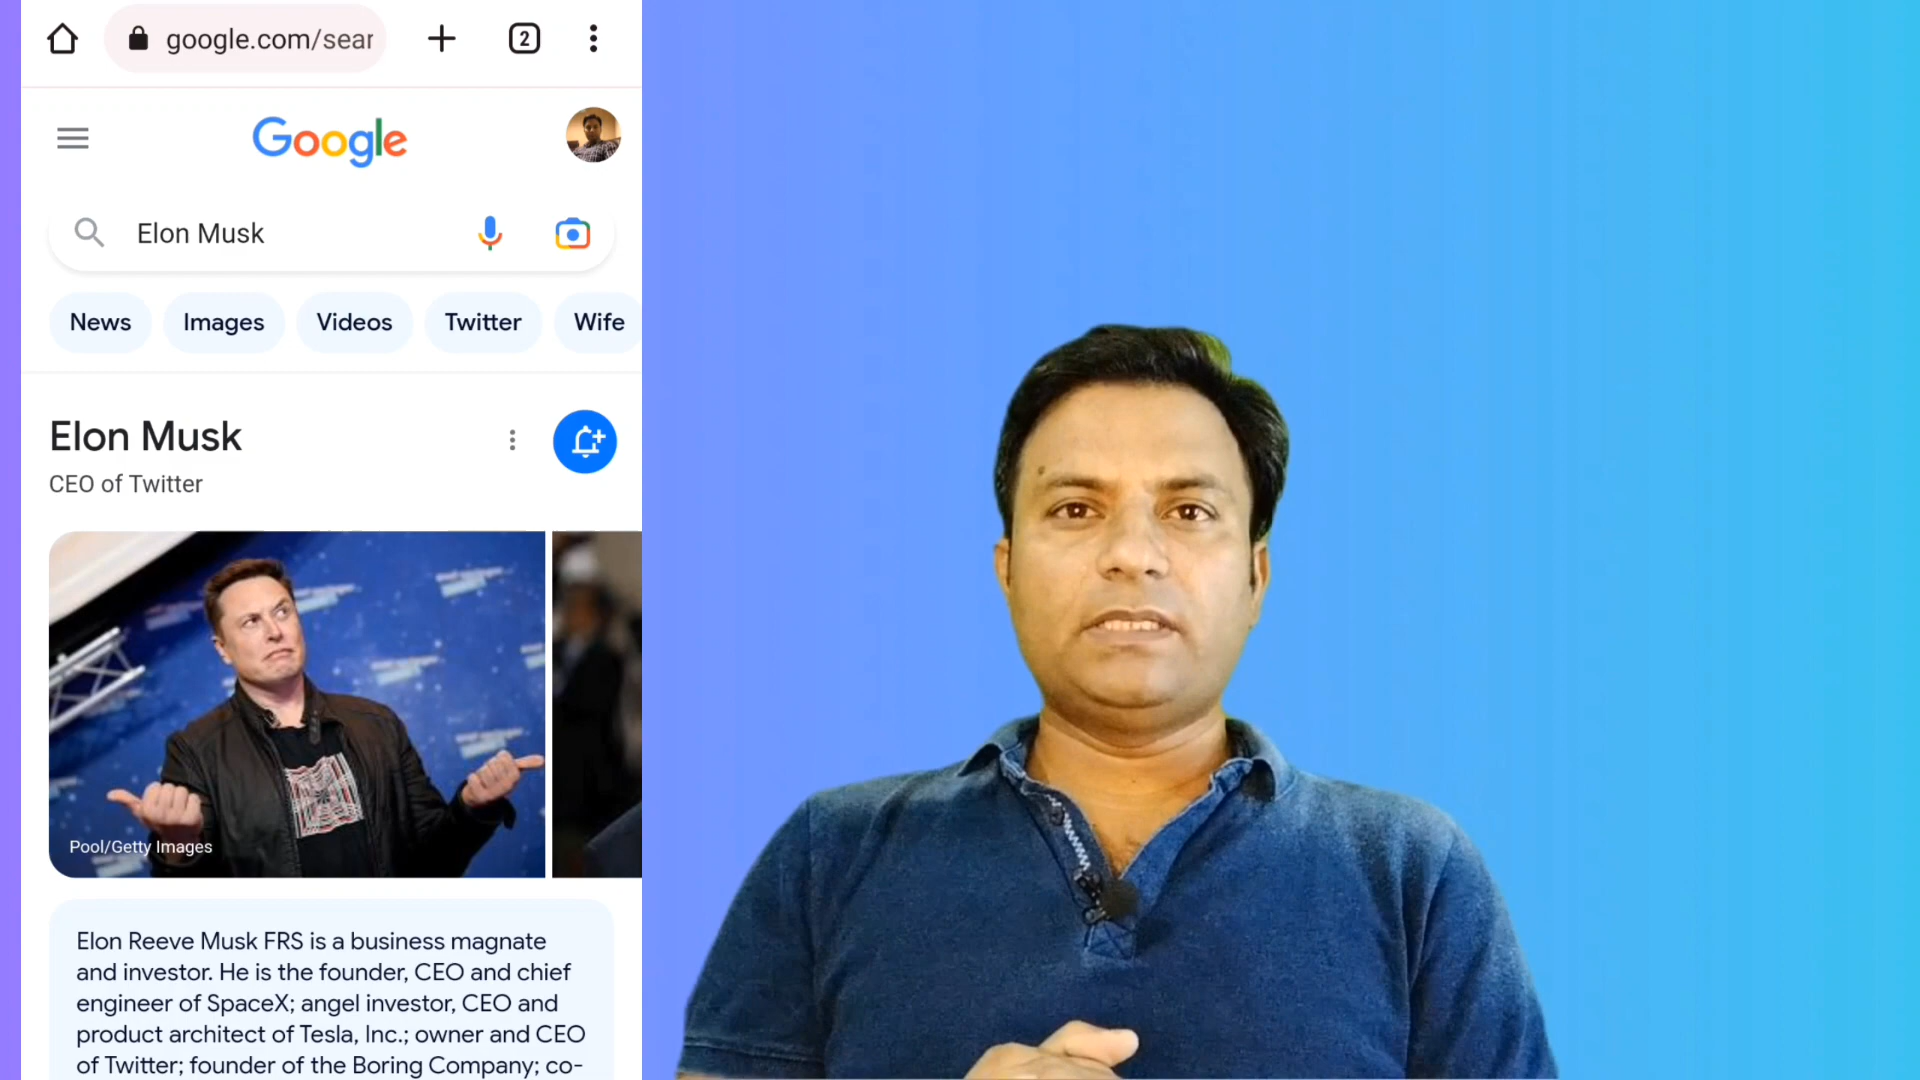 google.com/sear
2
Google
Elon Musk
News
Images
Videos
Twitter
Wife
Elon Musk
CEO of Twitter
Pool/Getty Images
Elon Reeve Musk FRS is a business magnate
and investor. He is the founder, CEO and chief
engineer of SpaceX; angel investor, CEO and
product architect of Tesla, Inc.; owner and CEO
of Twitter; founder of the Boring Company; co-